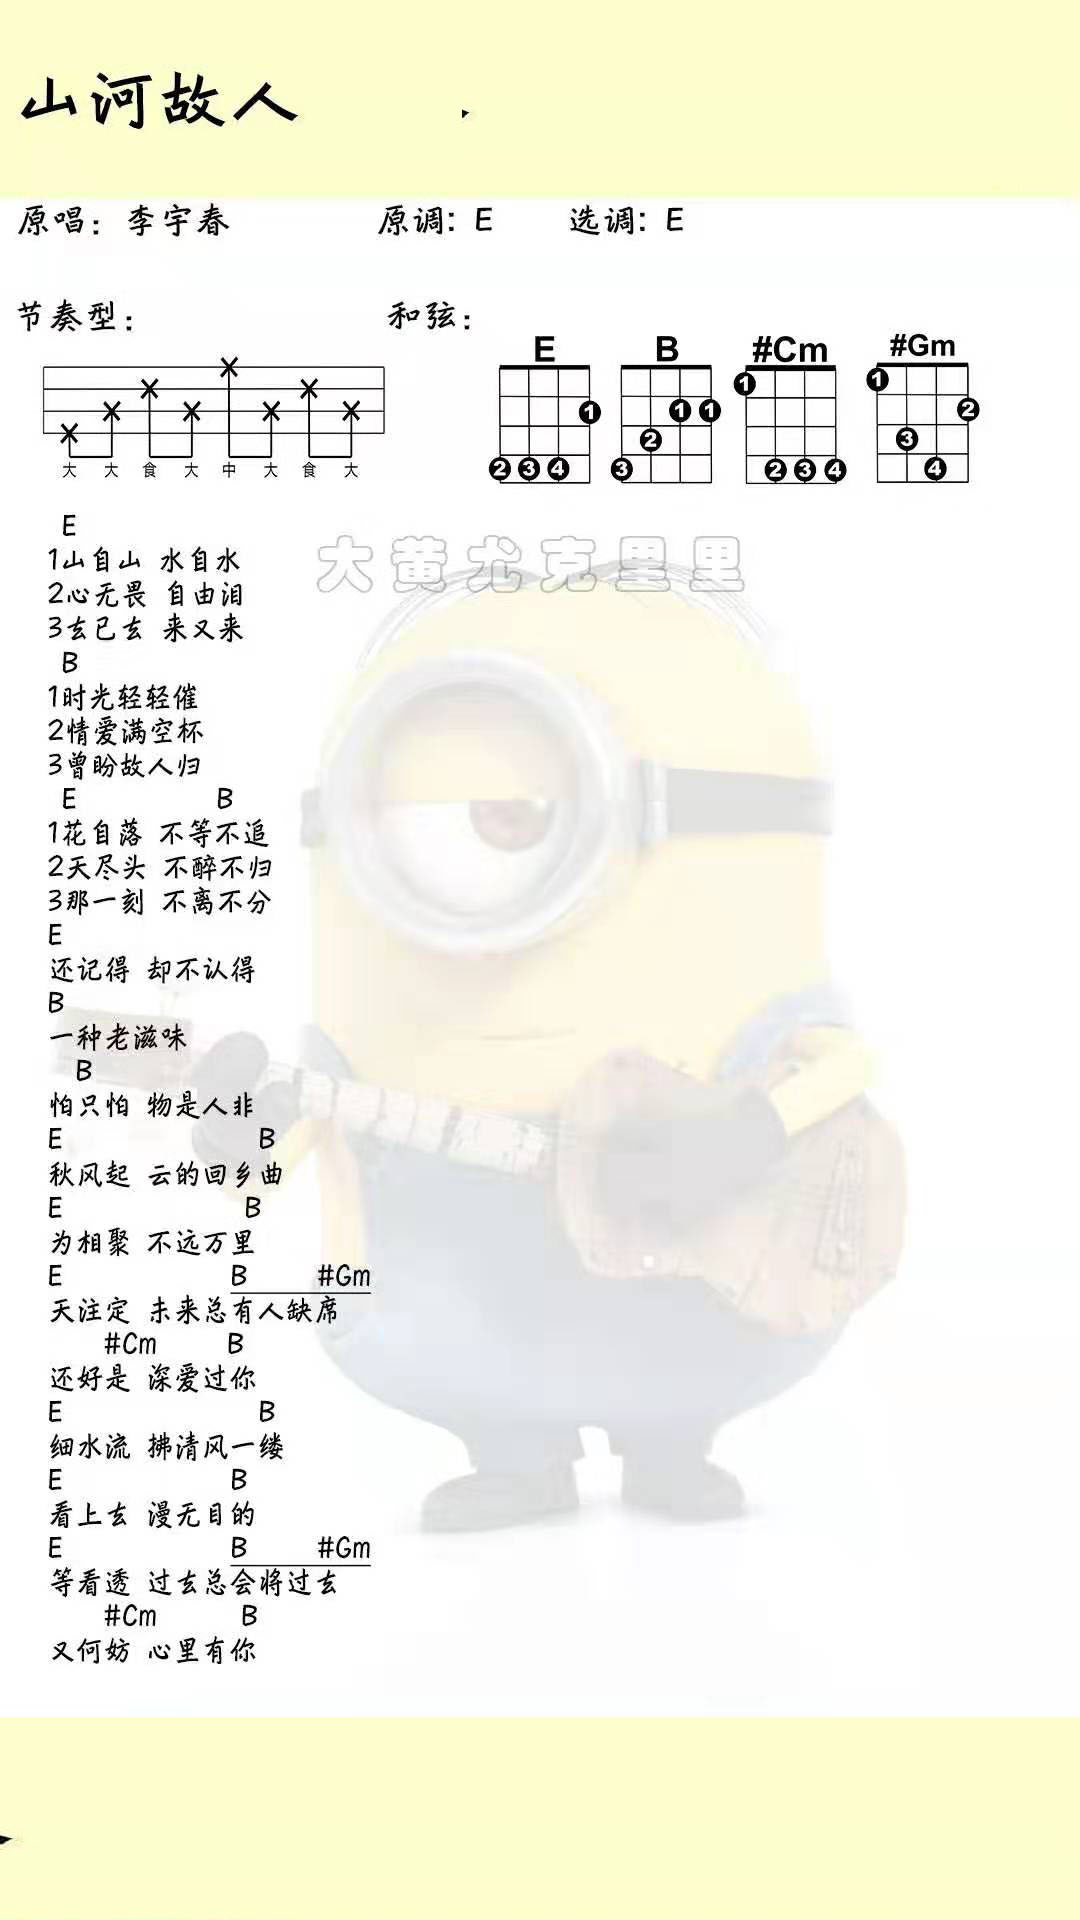 山河故人
原唱：李宇春 原调: E 选调: E
节奏型： 和弦：
E B #Cm #Gm
大 大 食 大 中 大 食 大
1 2 3 4 1 1 2 3 1 2 3 4 1 2 3 4
大黄尤克里里
E
1山自山 水自水
2心无畏 自由泪
3去已去 来又来
B
1时光轻轻催
2情爱满空杯
3曾盼故人归
E B
1花自落 不等不追
2天尽头 不醉不归
3那一刻 不离不分
E
还记得 却不认得
B
一种老滋味
B
怕只怕 物是人非
E B
秋风起 云的回乡曲
E B
为相聚 不远万里
E B #Gm
天注定 未来总有人缺席
#Cm B
还好是 深爱过你
E B
细水流 拂清风一缕
E B
看上去 漫无目的
E B #Gm
等看透 过去总会将过去
#Cm B
又何妨 心里有你